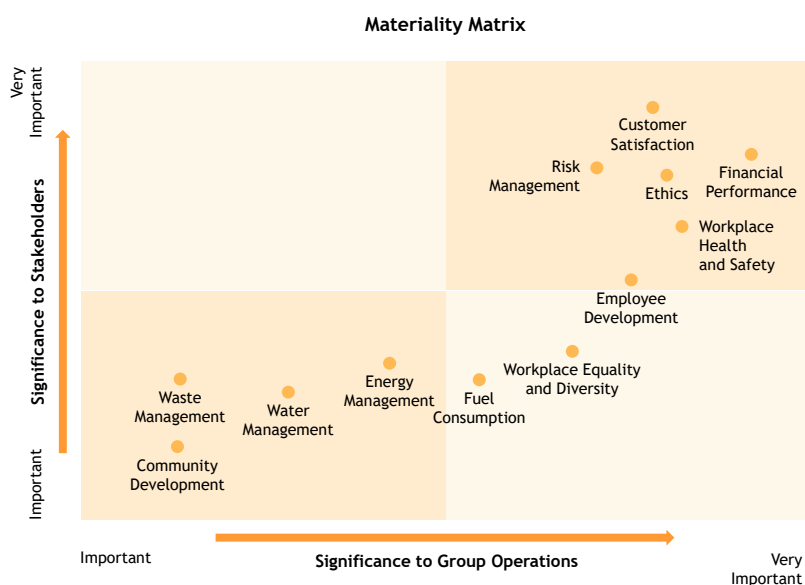 Materiality Matrix
Very
Important
Significance to Stakeholders
Important
Customer
Satisfaction
Risk
Management
Ethics
Financial
Performance
Workplace
Health
and Safety
Employee
Development
Workplace Equality
and Diversity
Fuel
Consumption
Energy
Management
Water
Management
Waste
Management
Community
Development
Important
Significance to Group Operations
Very
Important